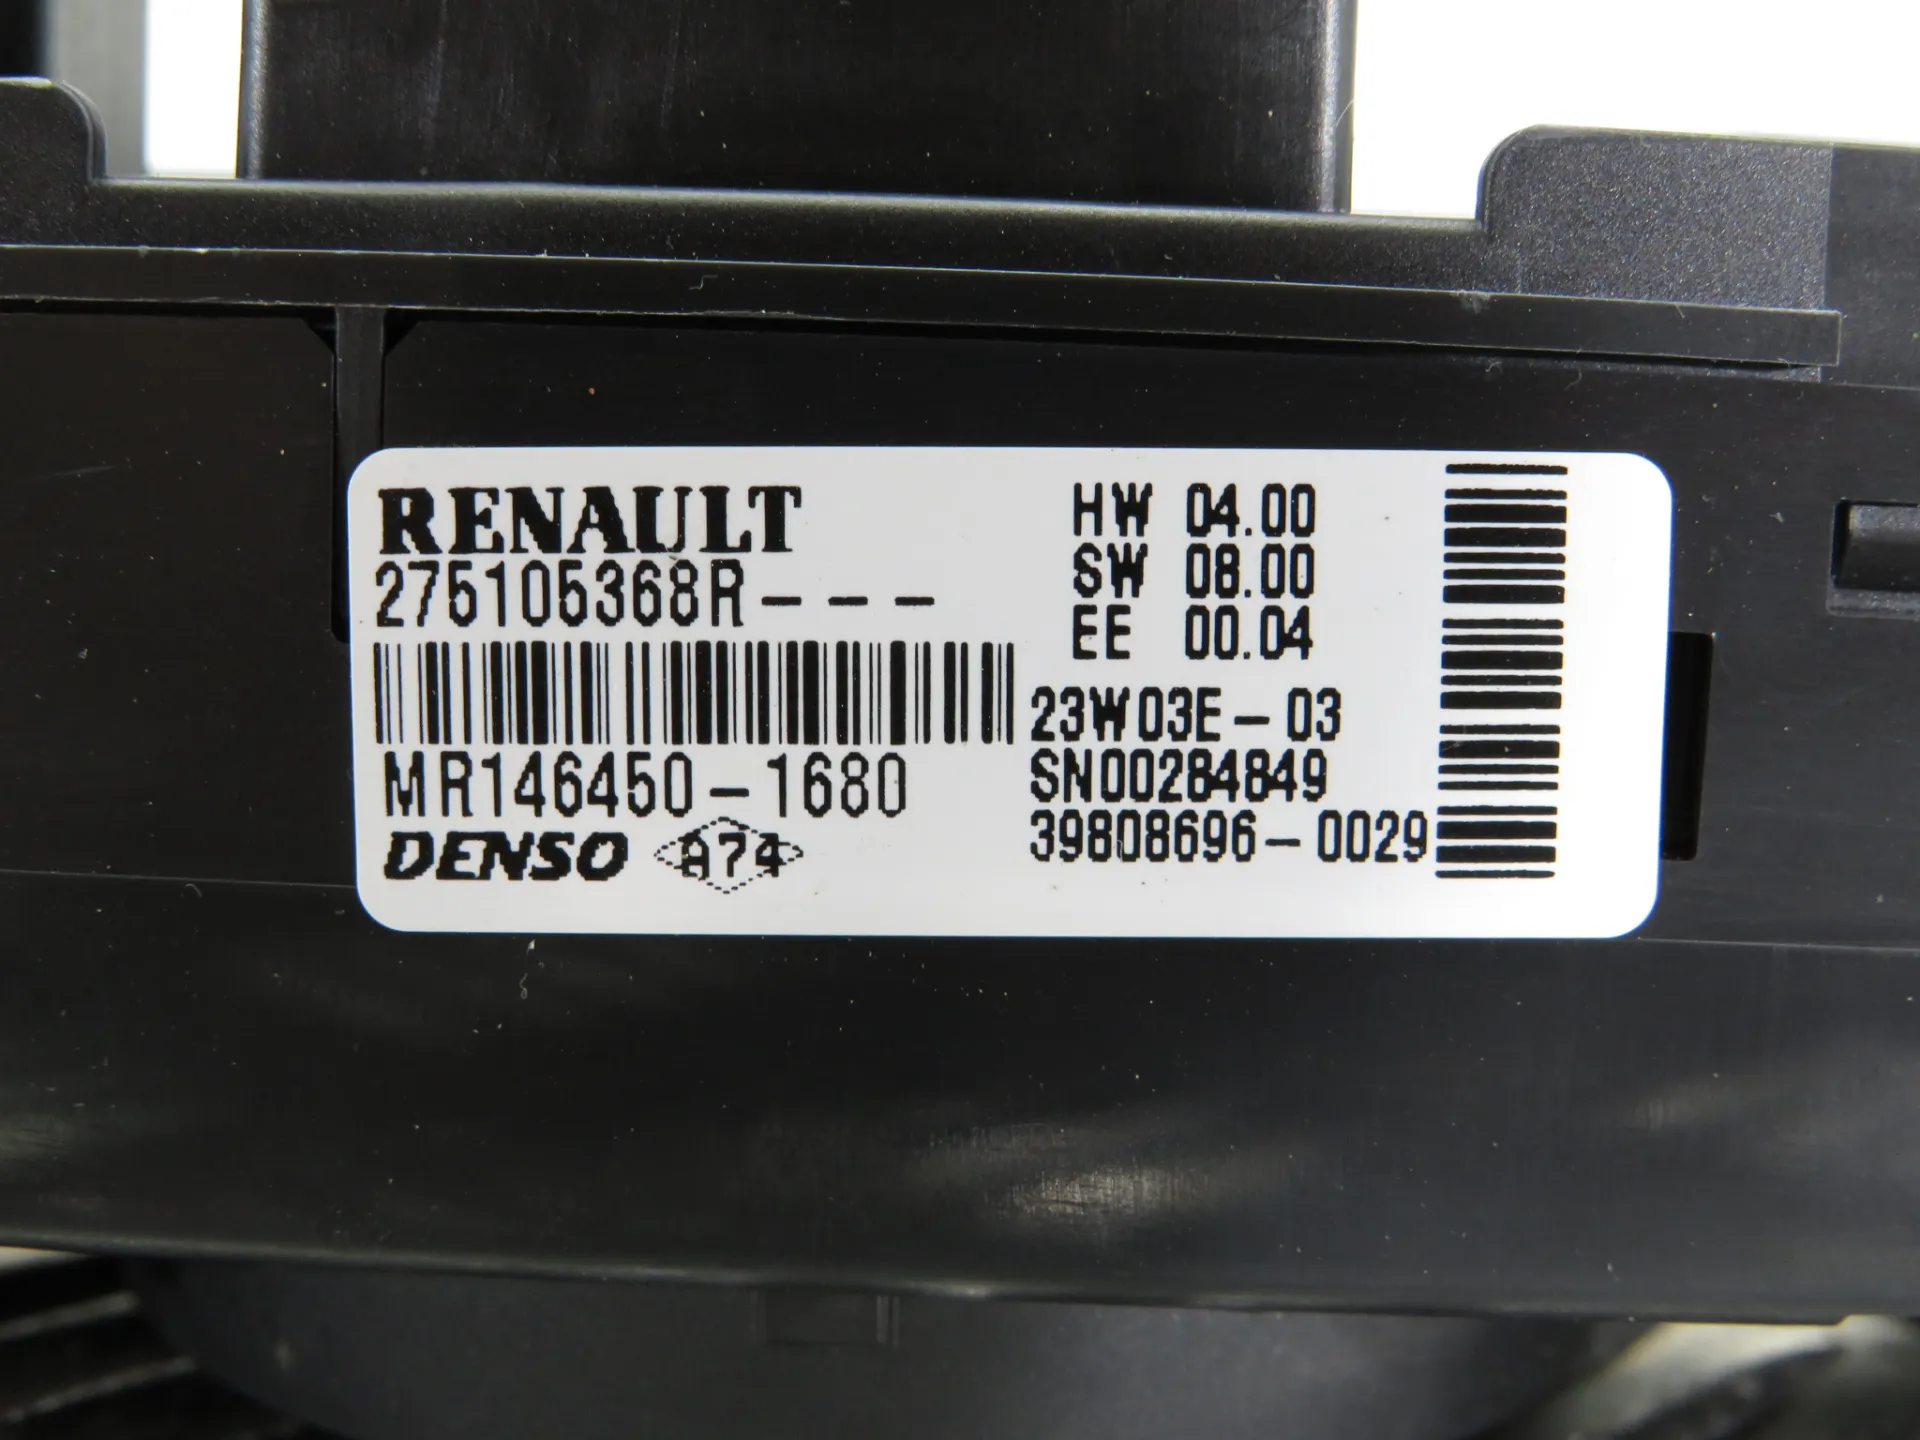 RENAULT
275105368R---
MR146450-1680
DENSO A74
HW 04.00
SW 08.00
EE 00.04
23W03E-03
SN00284849
39808696-0029